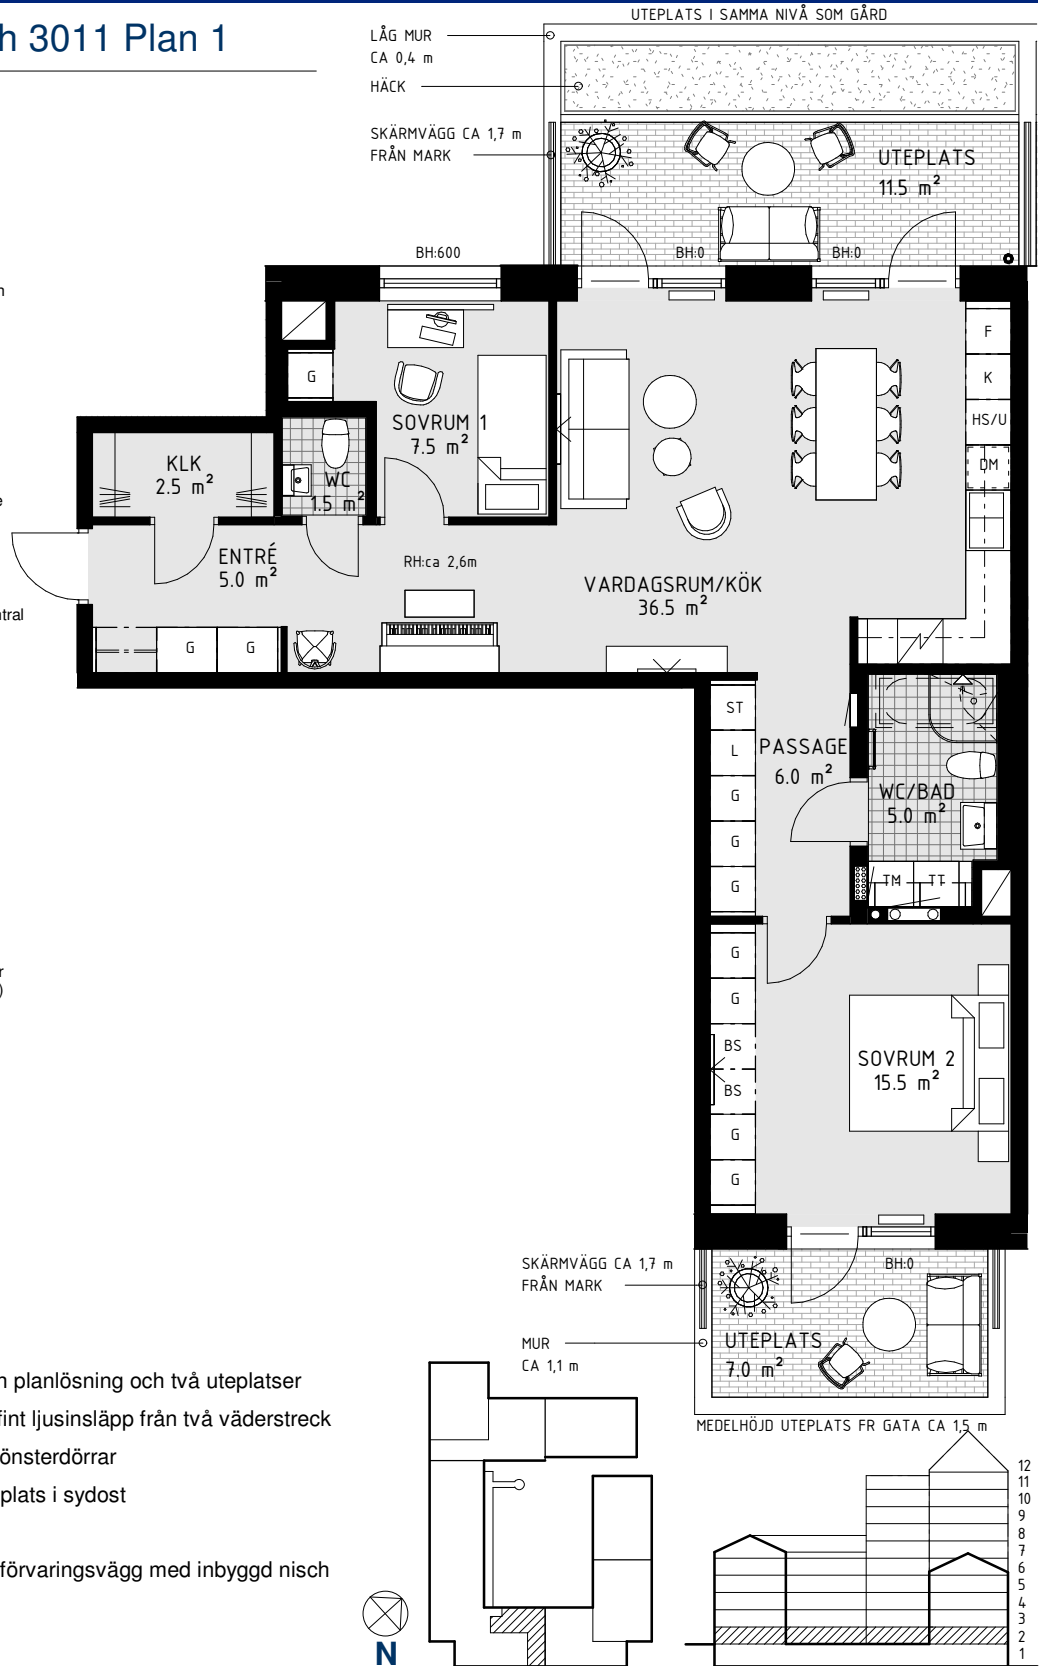 h 3011 Plan 1
UTEPLATS I SAMMA NIVÅ SOM GÅRD
LÅG MUR
CA 0,4 m
HÄCK
SKÄRMVÄGG CA 1,7 m
FRÅN MARK
UTEPLATS
11.5 m²
BH:600
BH:0
BH:0
n
F
K
HS/U
DM
G
SOVRUM 1
7.5 m²
KLK
2.5 m²
WC
1.5 m²
e
ENTRÉ
5.0 m²
RH:ca 2,6m
VARDAGSRUM/KÖK
36.5 m²
ntral
G
G
ST
L
G
G
G
PASSAGE
6.0 m²
WC/BAD
5.0 m²
TM
TT
r
)
G
G
BS
BS
G
G
SOVRUM 2
15.5 m²
SKÄRMVÄGG CA 1,7 m
FRÅN MARK
BH:0
MUR
CA 1,1 m
UTEPLATS
7.0 m²
MEDELHÖJD UTEPLATS FR GATA CA 1,5 m
n planlösning och två uteplatser
fint ljusinsläpp från två väderstreck
önsterdörrar
plats i sydost
förvaringsvägg med inbyggd nisch
N
12
11
10
9
8
7
6
5
4
3
2
1